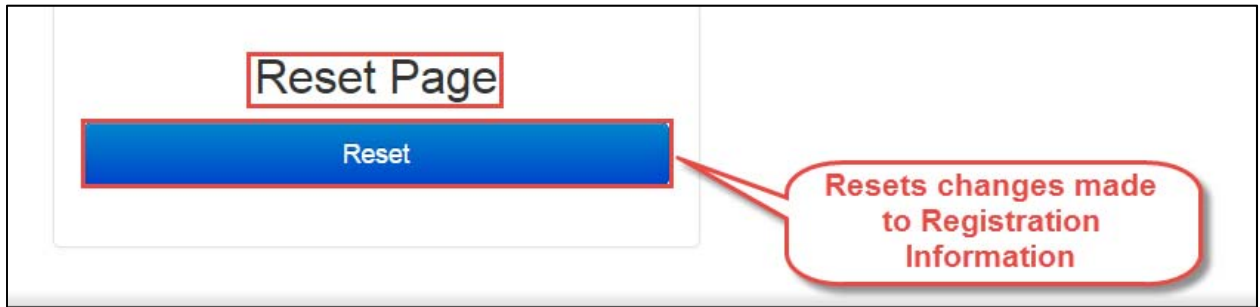 Reset Page
Reset
Resets changes made
to Registration
Information